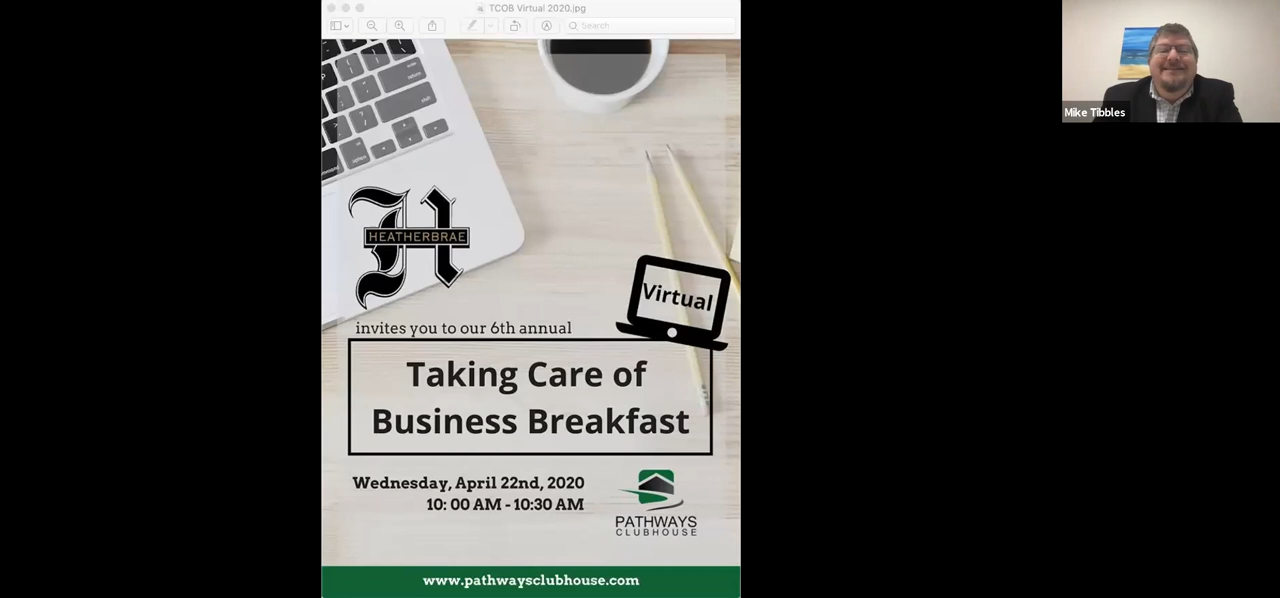 TCOB Virtual 2020.jpg
Search
Mike Tibbles
HEATHERBRAE
Virtual
invites you to our 6th annual
Taking Care of
Business Breakfast
Wednesday, April 22nd, 2020
10: 00 AM - 10:30 AM
PATHWAYS
CLUBHOUSE
www.pathwaysclubhouse.com